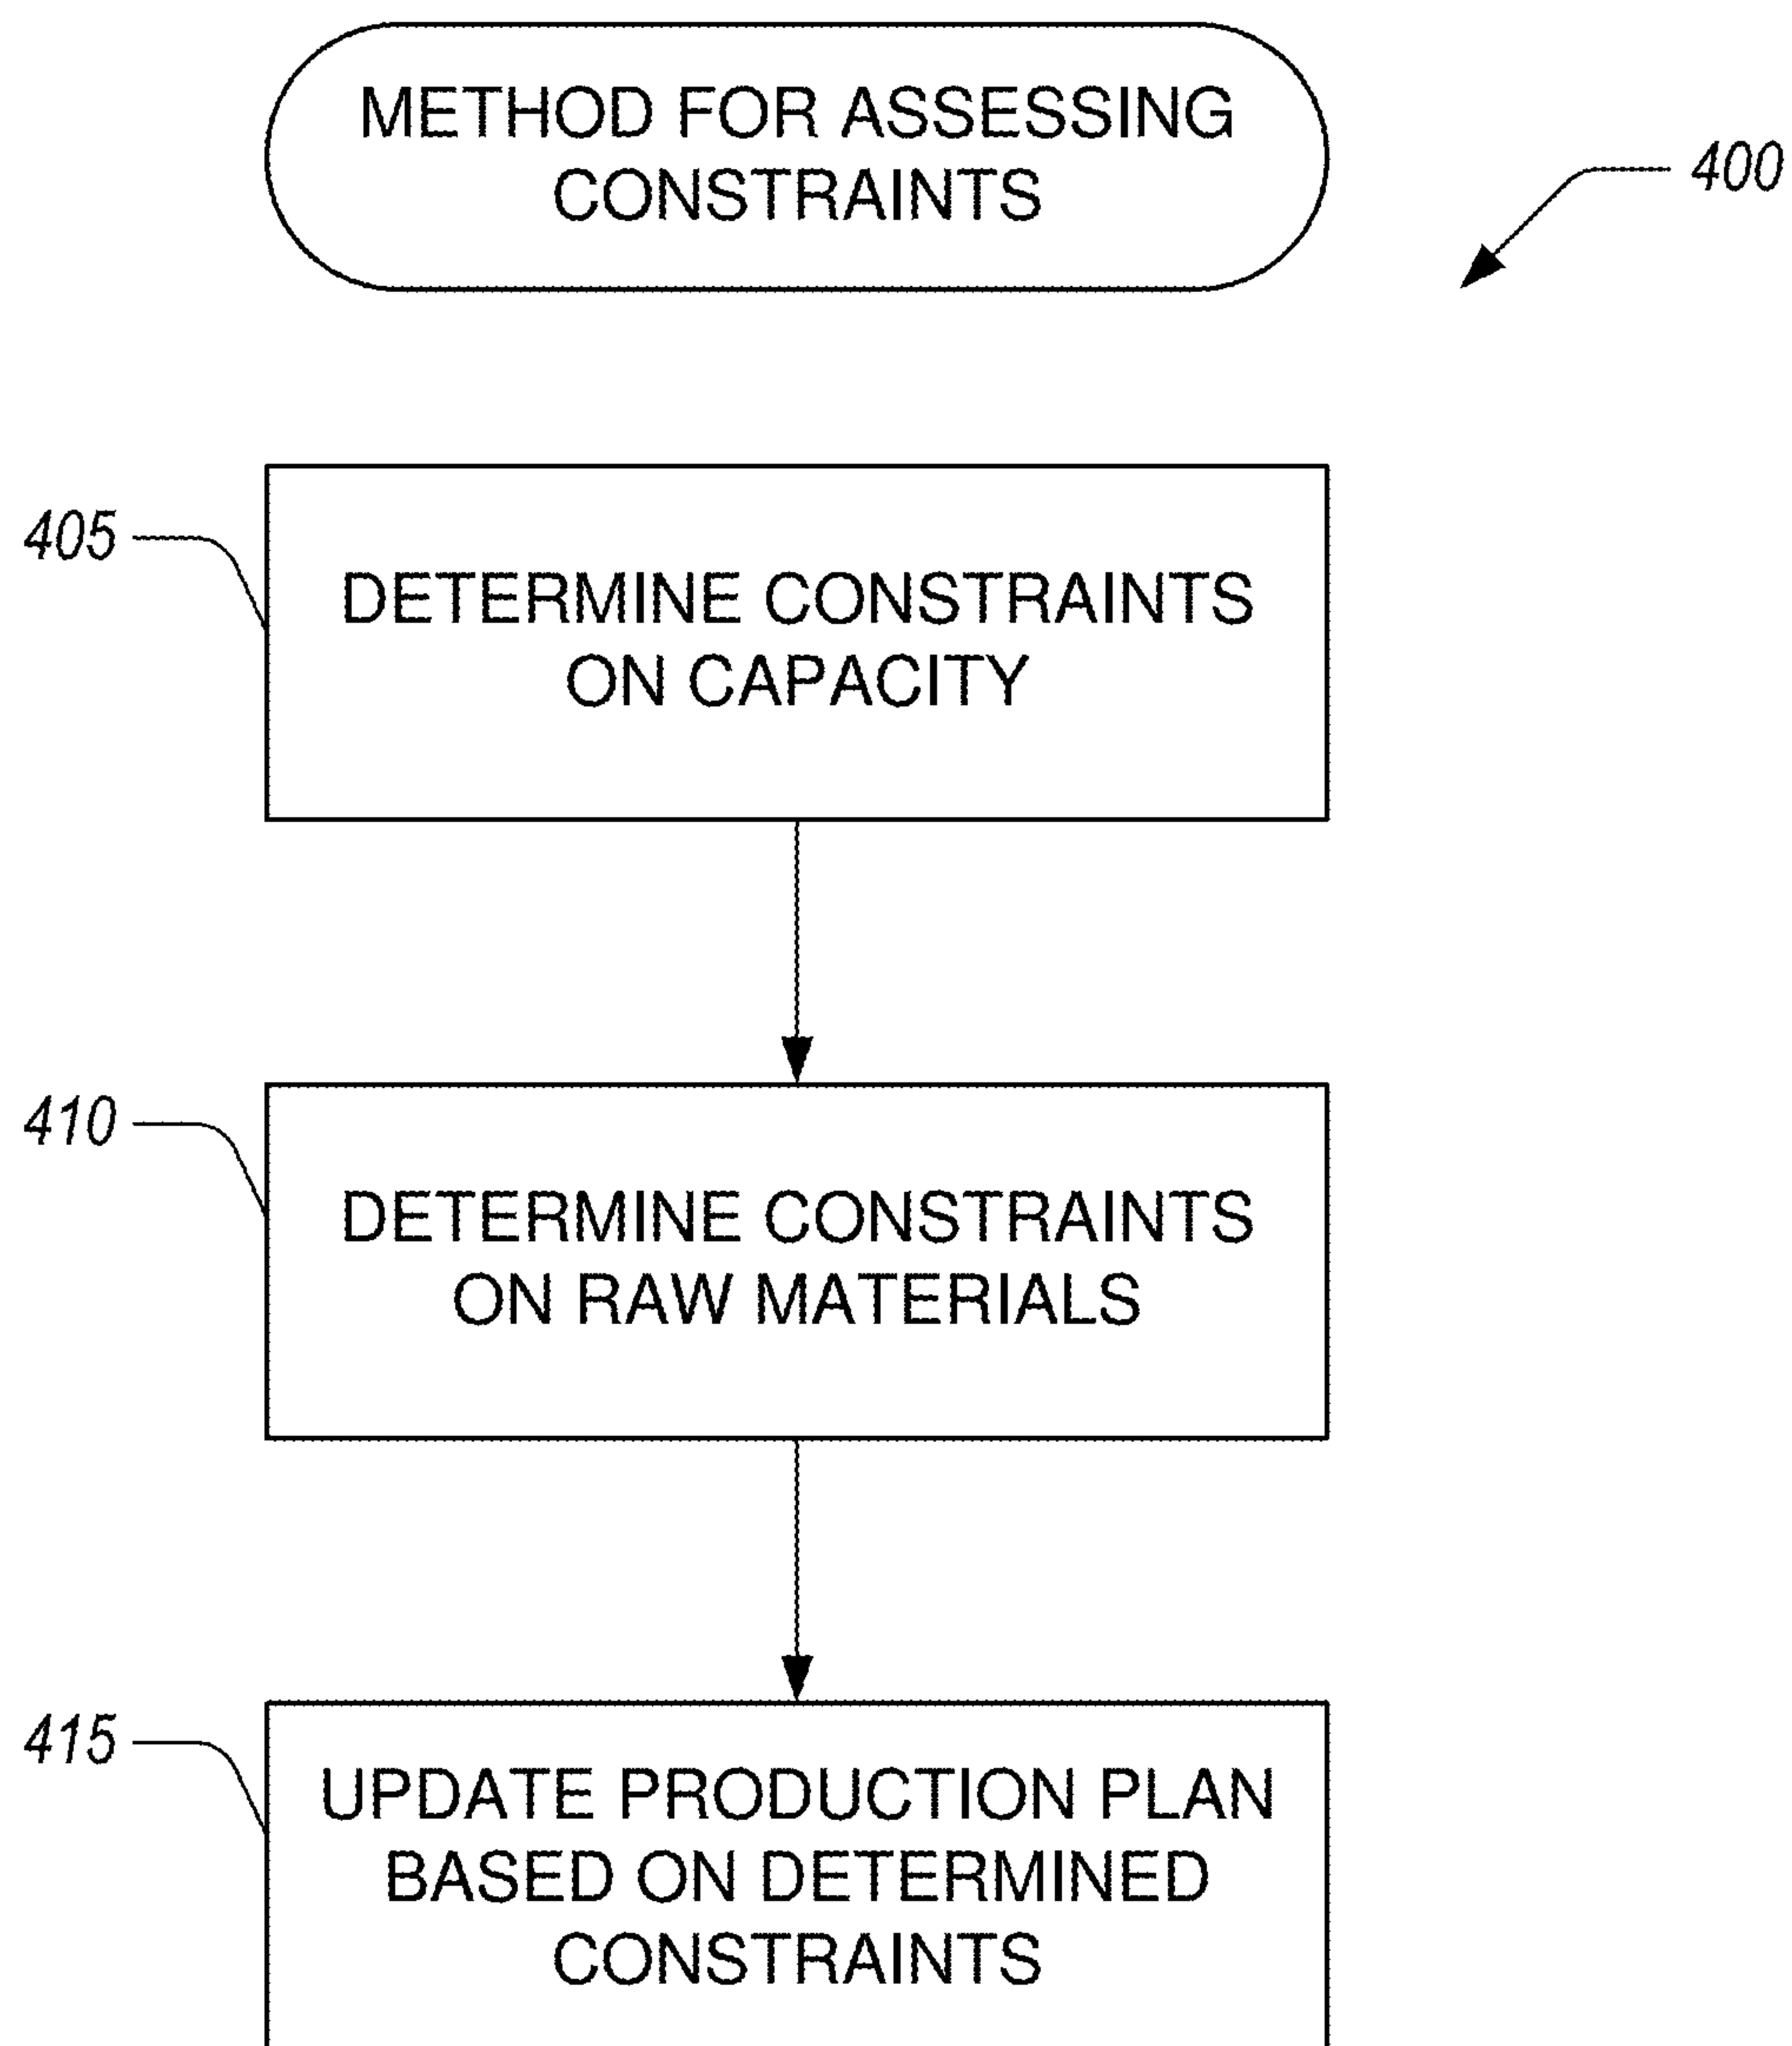 METHOD FOR ASSESSING
CONSTRAINTS
400
405
DETERMINE CONSTRAINTS
ON CAPACITY
410
DETERMINE CONSTRAINTS
ON RAW MATERIALS
415
UPDATE PRODUCTION PLAN
BASED ON DETERMINED
CONSTRAINTS